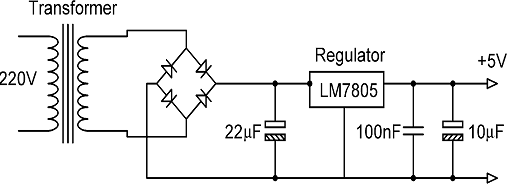 Transformer
220V
Regulator
LM7805
+5V
22µF
100nF
10µF